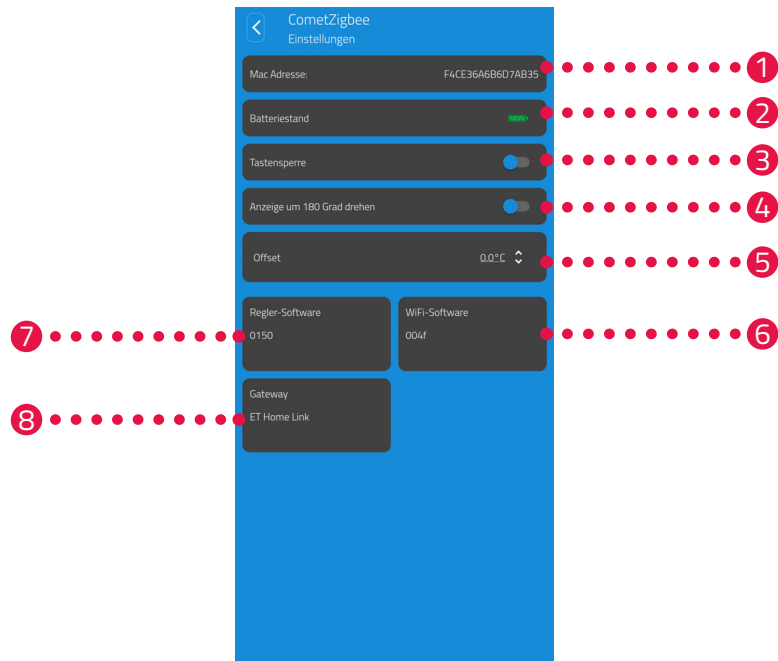 CometZigbee
Einstellungen
Mac Adresse: F4CE36A6B6D7AB35 1
Batteriestand 2
Tastensperre 3
Anzeige um 180 Grad drehen 4
Offset 0.0°C 5
Regler-Software WiFi-Software
7 0150 004f 6
Gateway
8 ET Home Link